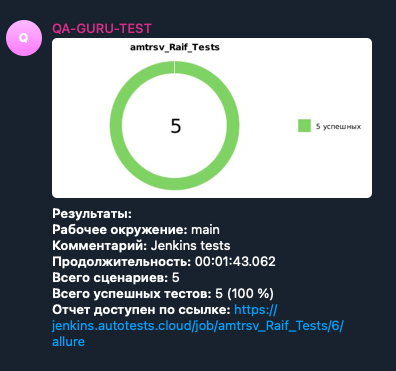 Q
QA-GURU-TEST
amtrsv_Raif_Tests
5
5 успешных
Результаты:
Рабочее окружение: main
Комментарий: Jenkins tests
Продолжительность: 00:01:43.062
Всего сценариев: 5
Всего успешных тестов: 5 (100 %)
Отчет доступен по ссылке: https://
jenkins.autotests.cloud/job/amtrsv_Raif_Tests/6/
allure